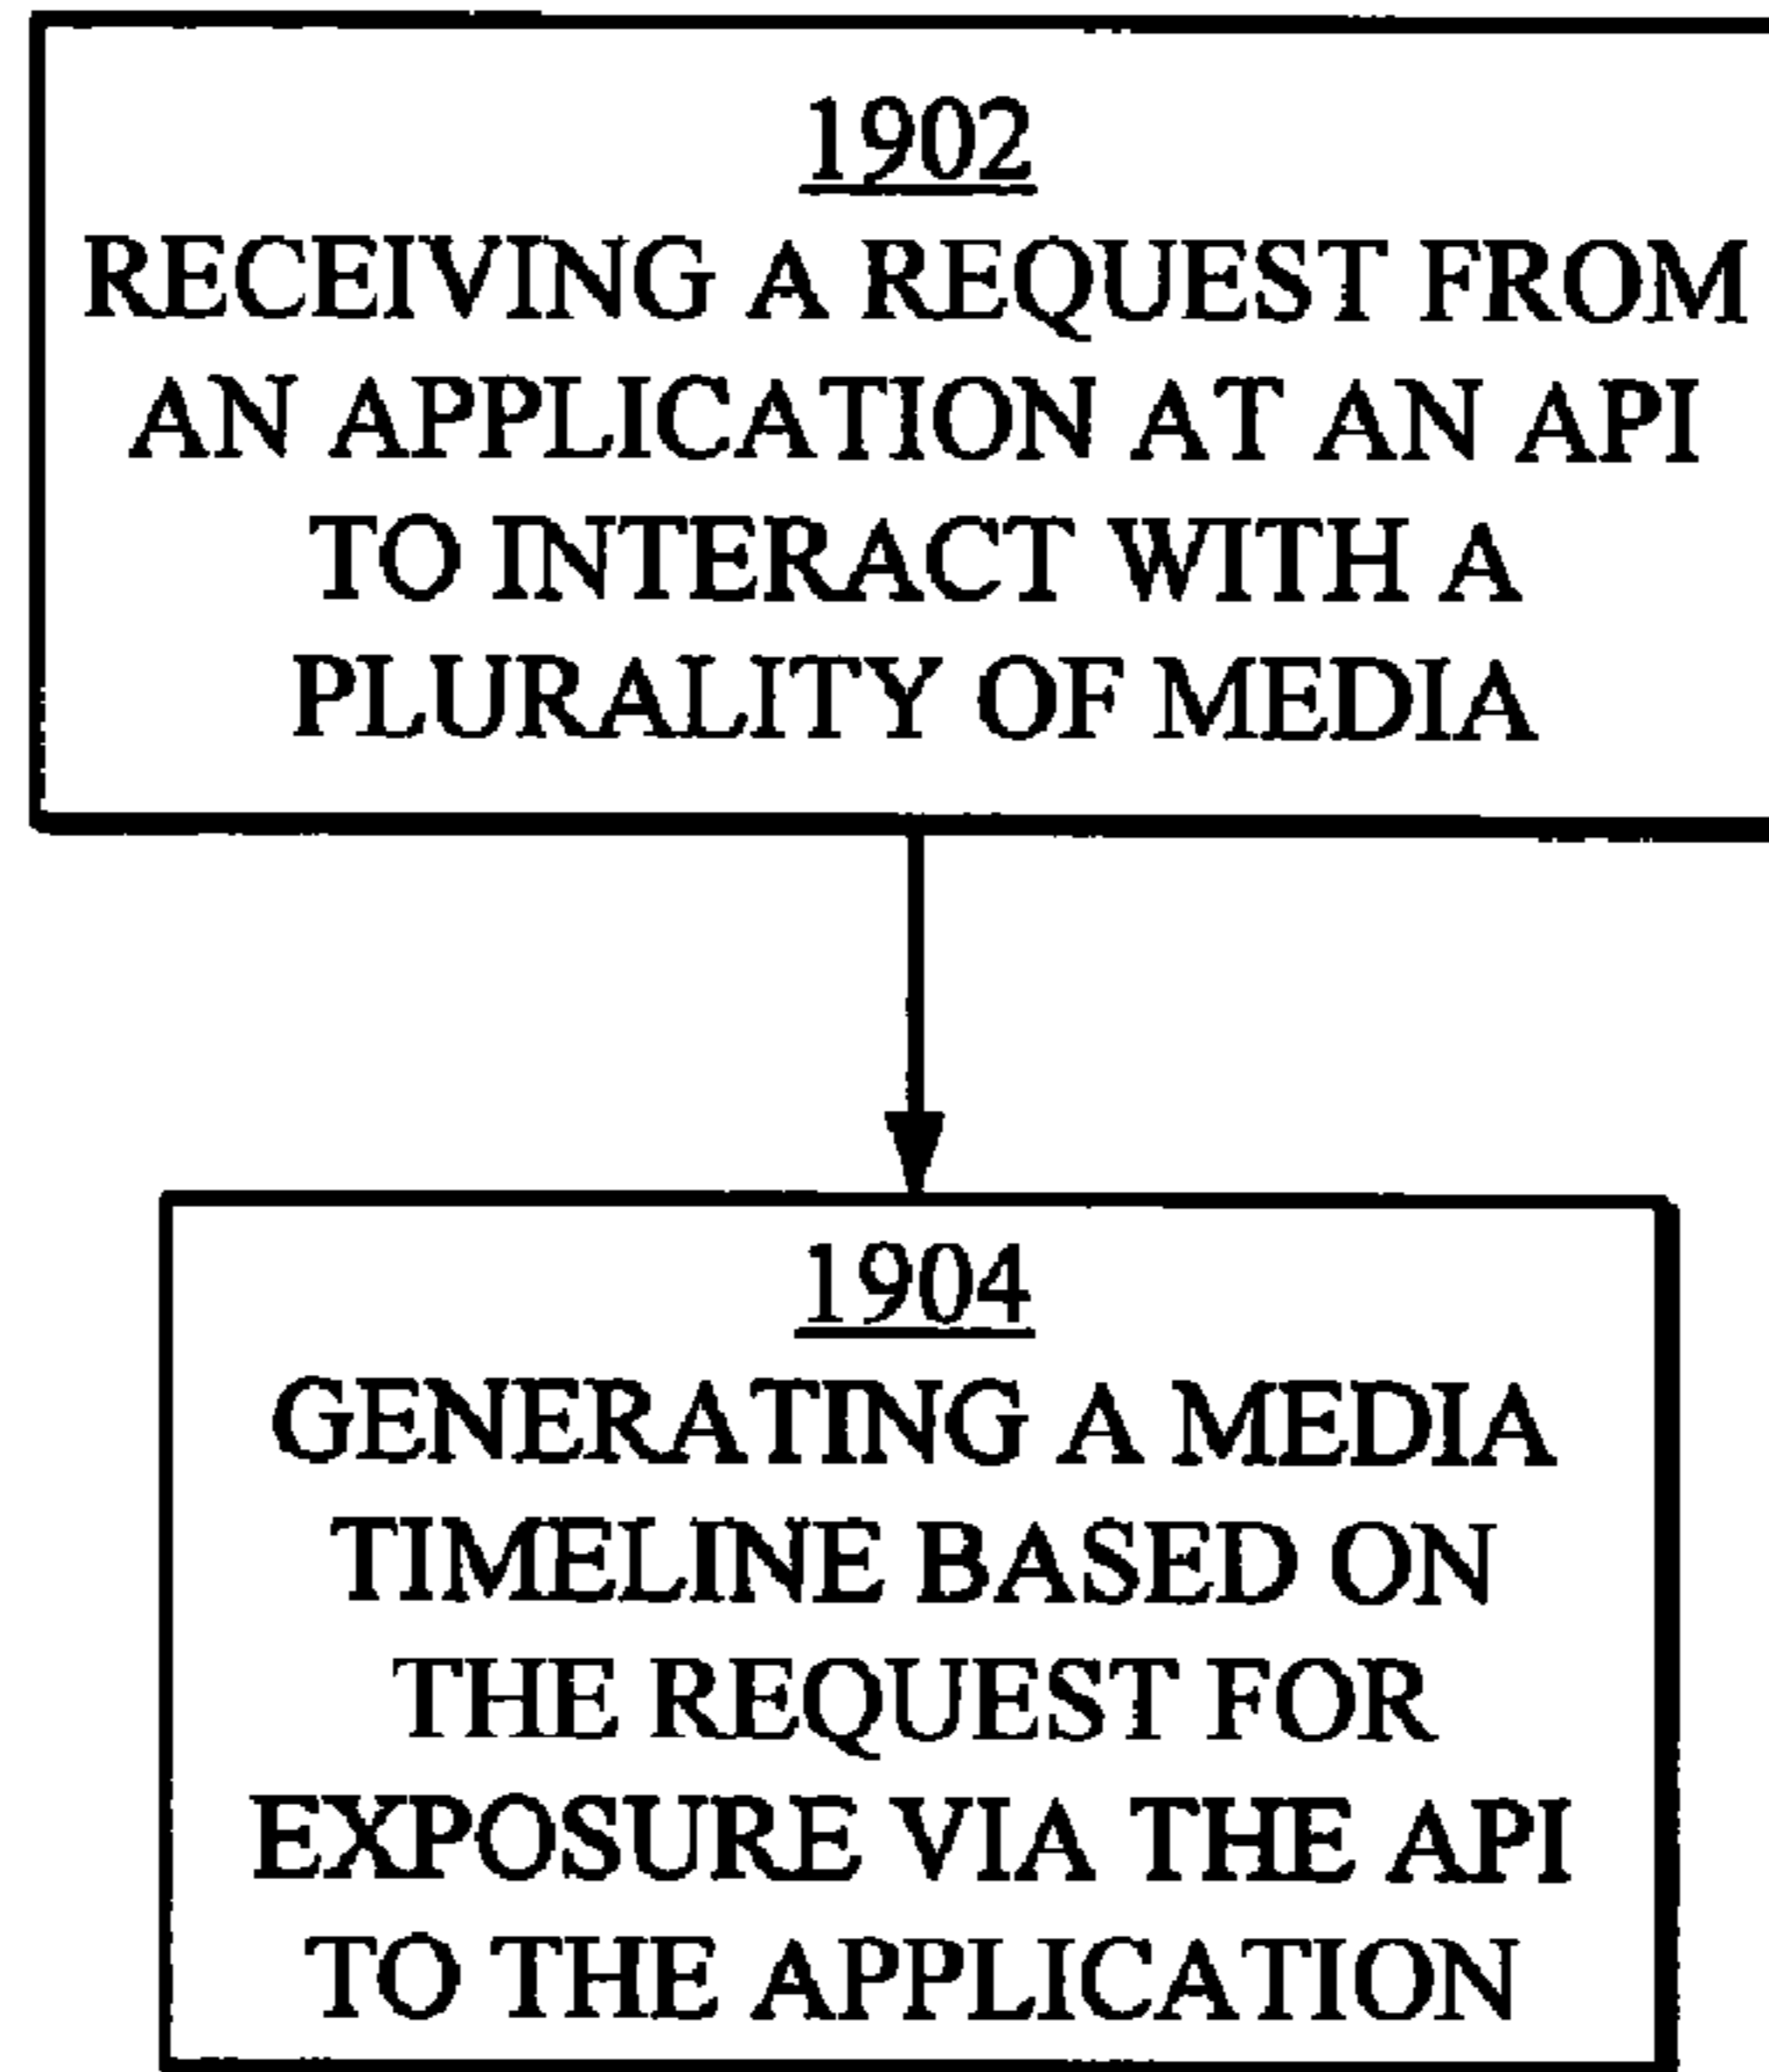 1902
RECEIVING A REQUEST FROM
AN APPLICATION AT AN API
TO INTERACT WITH A
PLURALITY OF MEDIA
1904
GENERATING A MEDIA
TIMELINE BASED ON
THE REQUEST FOR
EXPOSURE VIA THE API
TO THE APPLICATION